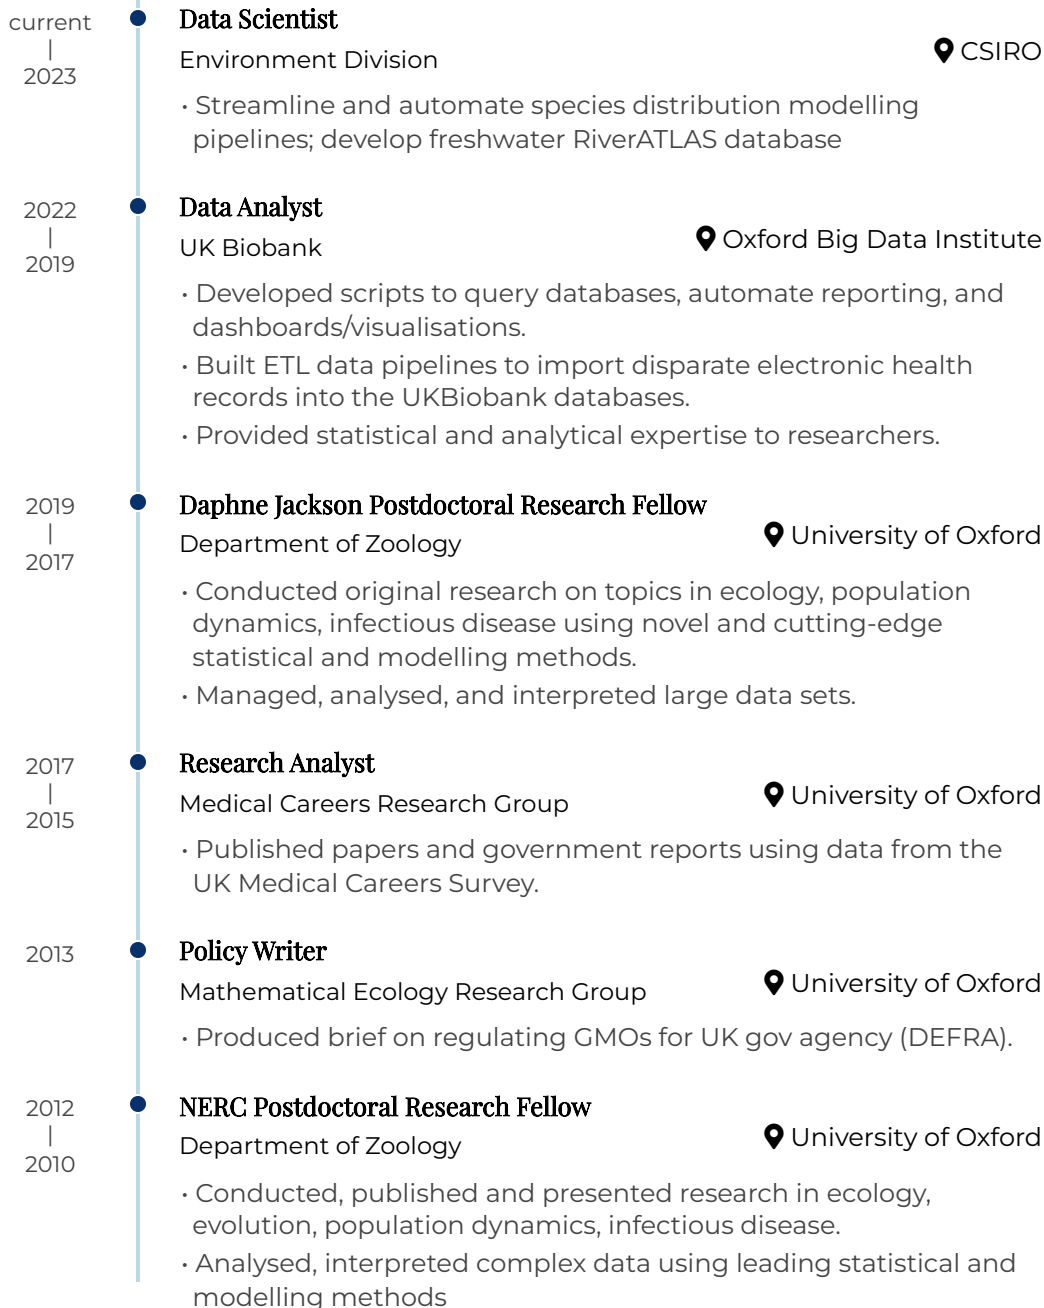 current
|
2023
Data Scientist
Environment Division
CSIRO
• Streamline and automate species distribution modelling
pipelines; develop freshwater RiverATLAS database
2022
|
2019
Data Analyst
UK Biobank
Oxford Big Data Institute
• Developed scripts to query databases, automate reporting, and
dashboards/visualisations.
• Built ETL data pipelines to import disparate electronic health
records into the UKBiobank databases.
• Provided statistical and analytical expertise to researchers.
2019
|
2017
Daphne Jackson Postdoctoral Research Fellow
Department of Zoology
University of Oxford
• Conducted original research on topics in ecology, population
dynamics, infectious disease using novel and cutting-edge
statistical and modelling methods.
• Managed, analysed, and interpreted large data sets.
2017
|
2015
Research Analyst
Medical Careers Research Group
University of Oxford
• Published papers and government reports using data from the
UK Medical Careers Survey.
2013
Policy Writer
Mathematical Ecology Research Group
University of Oxford
• Produced brief on regulating GMOs for UK gov agency (DEFRA).
2012
|
2010
NERC Postdoctoral Research Fellow
Department of Zoology
University of Oxford
• Conducted, published and presented research in ecology,
evolution, population dynamics, infectious disease.
• Analysed, interpreted complex data using leading statistical and
modelling methods